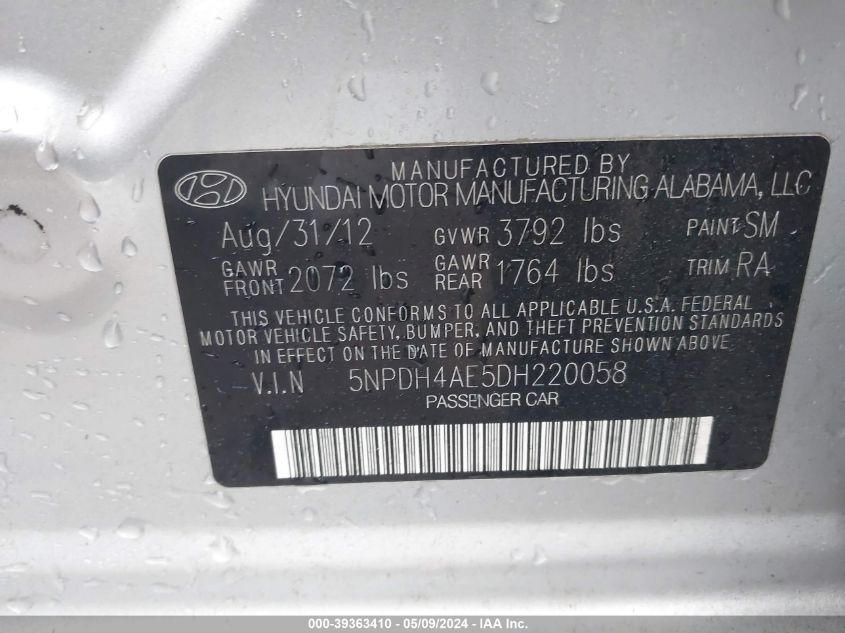 MANUFACTURED BY
HYUNDAI MOTOR MANUFACTURING ALABAMA, LLC
Aug/31/12 GVWR 3792 lbs PAINT SM
GAWR FRONT 2072 lbs GAWR REAR 1764 lbs TRIM RA
THIS VEHICLE CONFORMS TO ALL APPLICABLE U.S.A. FEDERAL
MOTOR VEHICLE SAFETY, BUMPER, AND THEFT PREVENTION STANDARDS
IN EFFECT ON THE DATE OF MANUFACTURE SHOWN ABOVE.
V.I.N 5NPDH4AE5DH220058
PASSENGER CAR
000-39363410 - 05/09/2024 - IAA Inc.